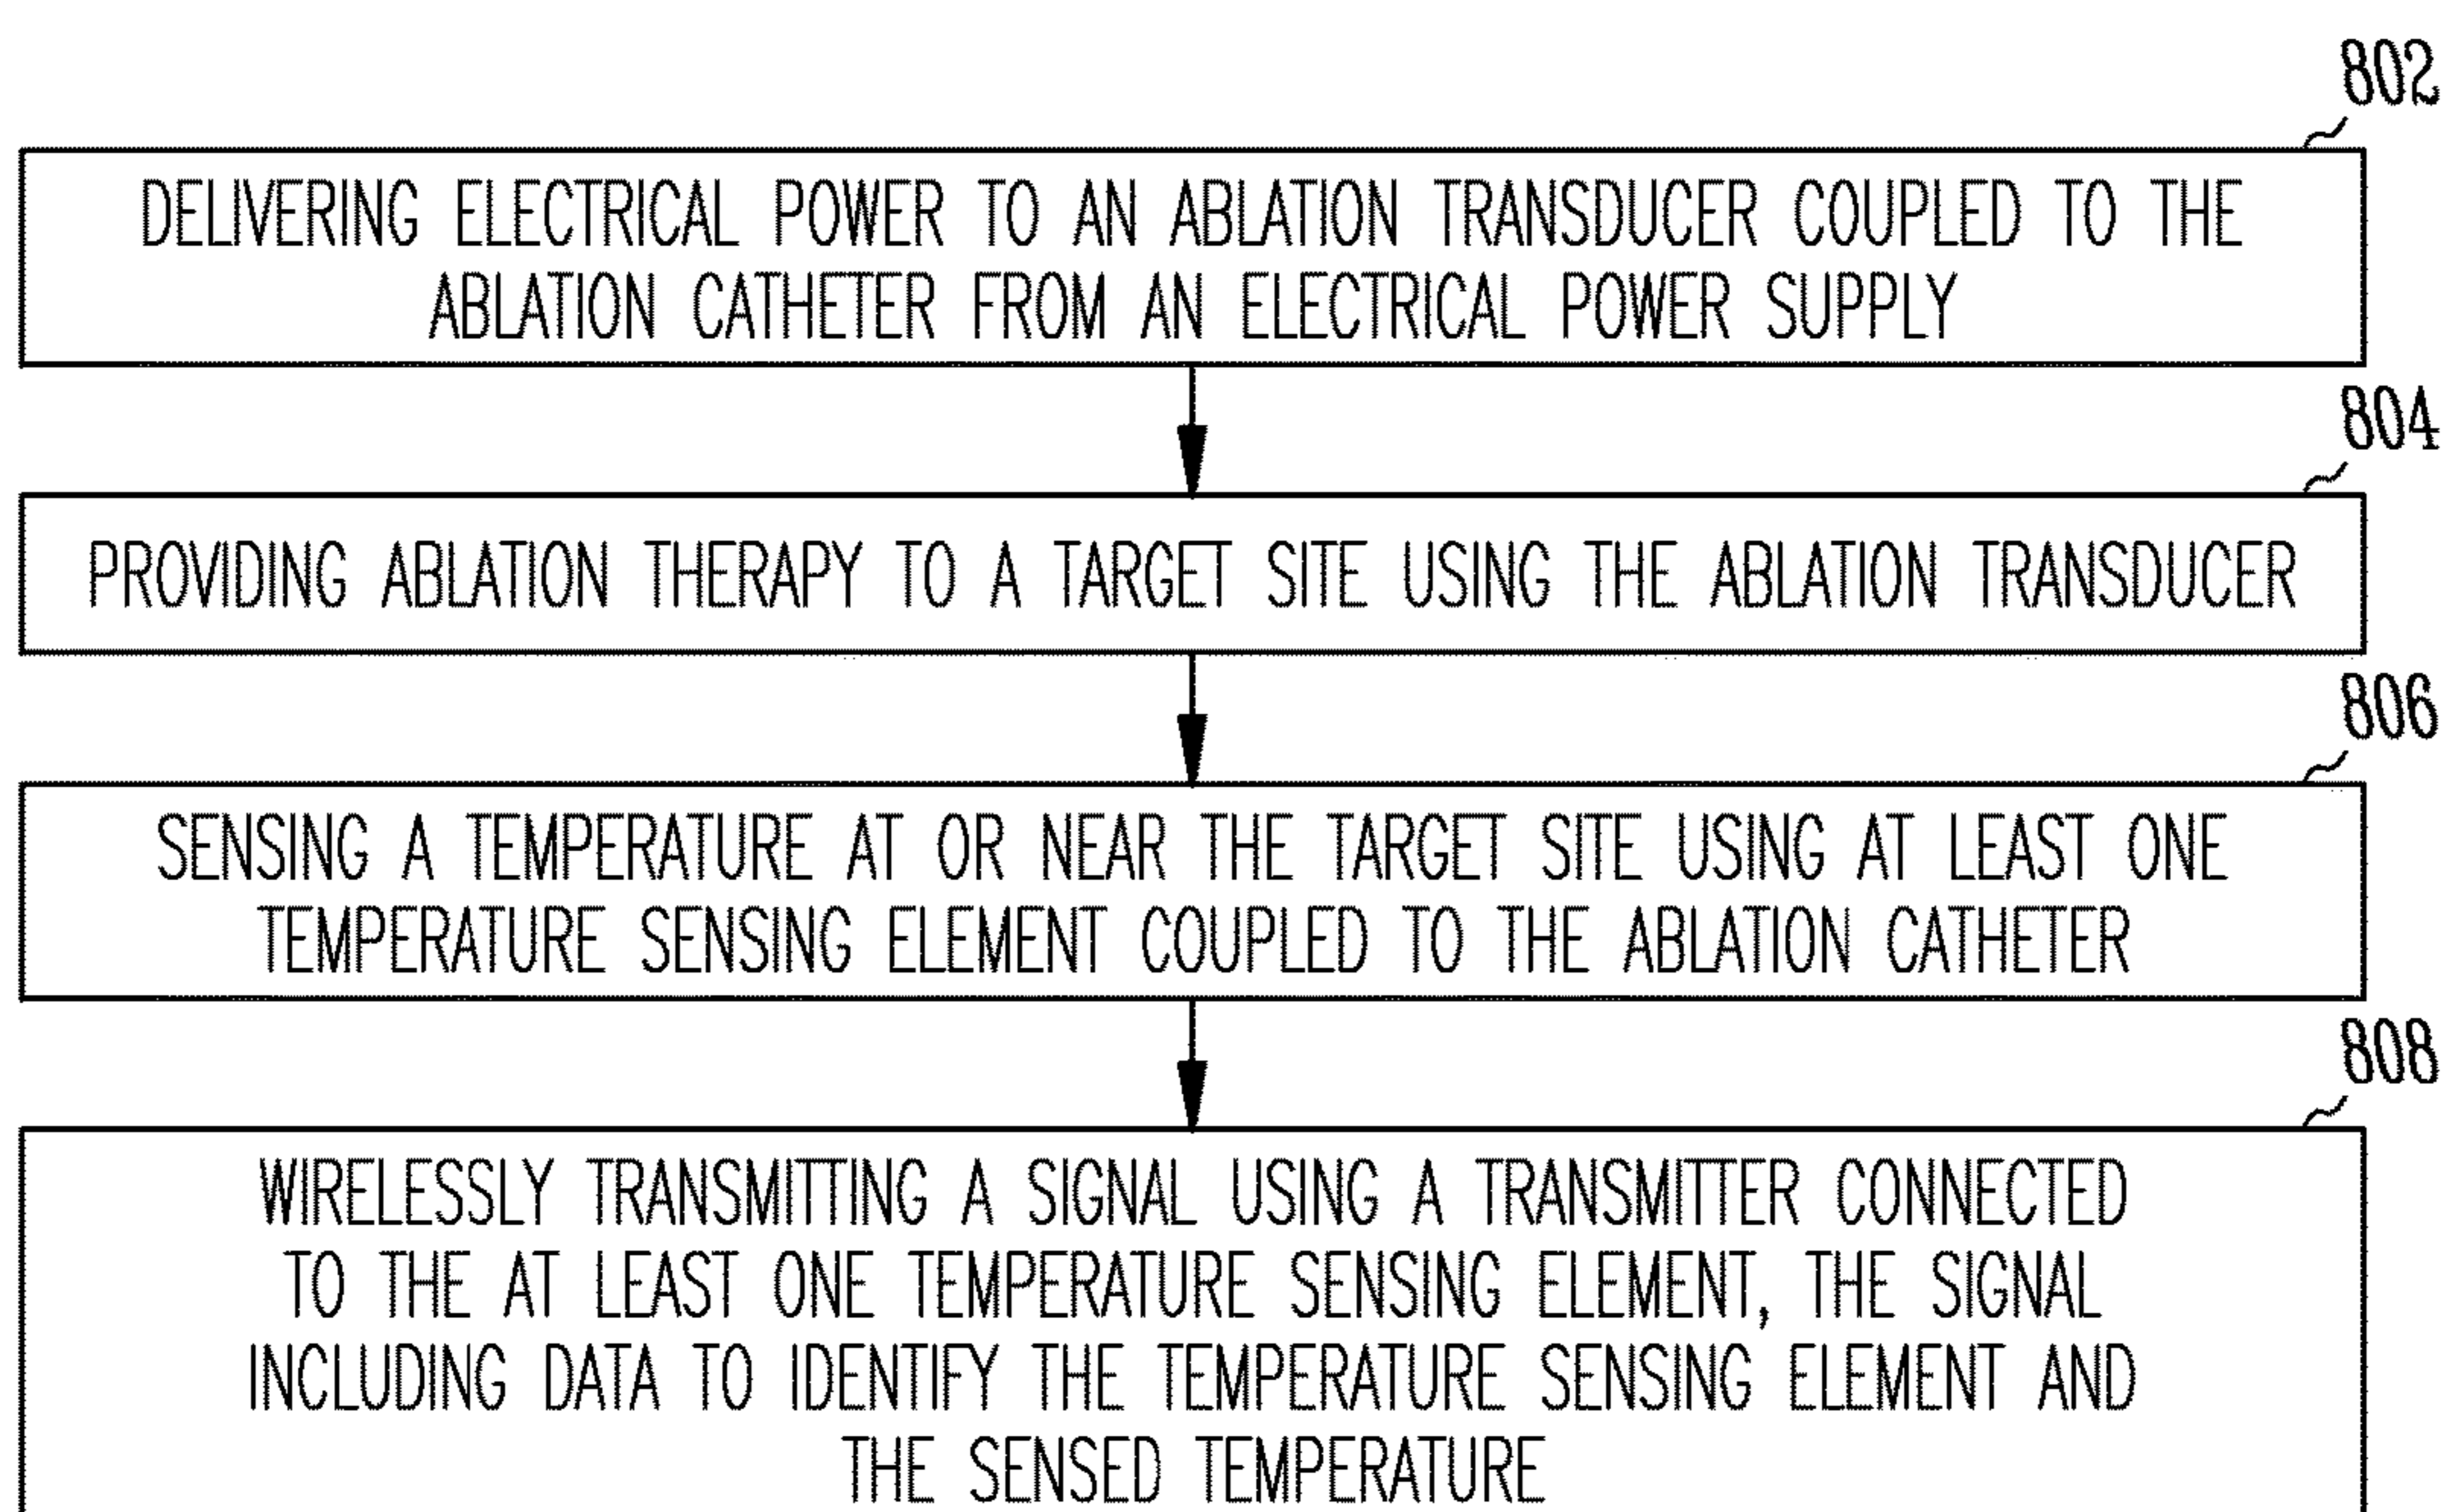 802
DELIVERING ELECTRICAL POWER TO AN ABLATION TRANSDUCER COUPLED TO THE
ABLATION CATHETER FROM AN ELECTRICAL POWER SUPPLY
804
PROVIDING ABLATION THERAPY TO A TARGET SITE USING THE ABLATION TRANSDUCER
806
SENSING A TEMPERATURE AT OR NEAR THE TARGET SITE USING AT LEAST ONE
TEMPERATURE SENSING ELEMENT COUPLED TO THE ABLATION CATHETER
808
WIRELESSLY TRANSMITTING A SIGNAL USING A TRANSMITTER CONNECTED
TO THE AT LEAST ONE TEMPERATURE SENSING ELEMENT, THE SIGNAL
INCLUDING DATA TO IDENTIFY THE TEMPERATURE SENSING ELEMENT AND
THE SENSED TEMPERATURE